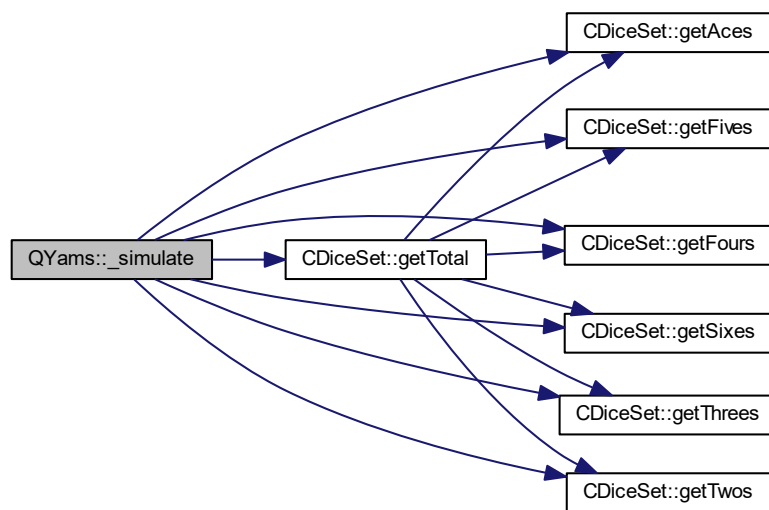 QYams::_simulate
CDiceSet::getTotal
CDiceSet::getAces
CDiceSet::getFives
CDiceSet::getFours
CDiceSet::getSixes
CDiceSet::getThrees
CDiceSet::getTwos